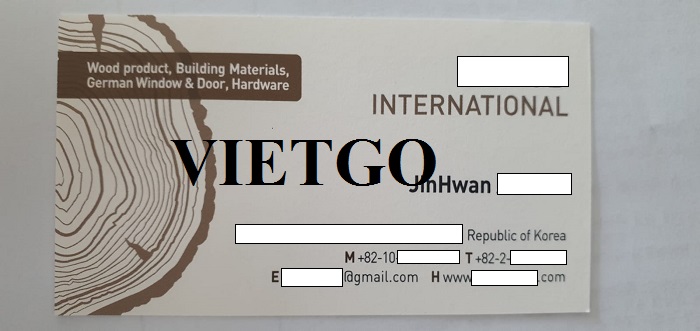 Wood product, Building Materials,
German Window & Door, Hardware
INTERNATIONAL
VIETGO
JinHwan
Republic of Korea
M +82-10 T +82-2-
E @gmail.com H www .com